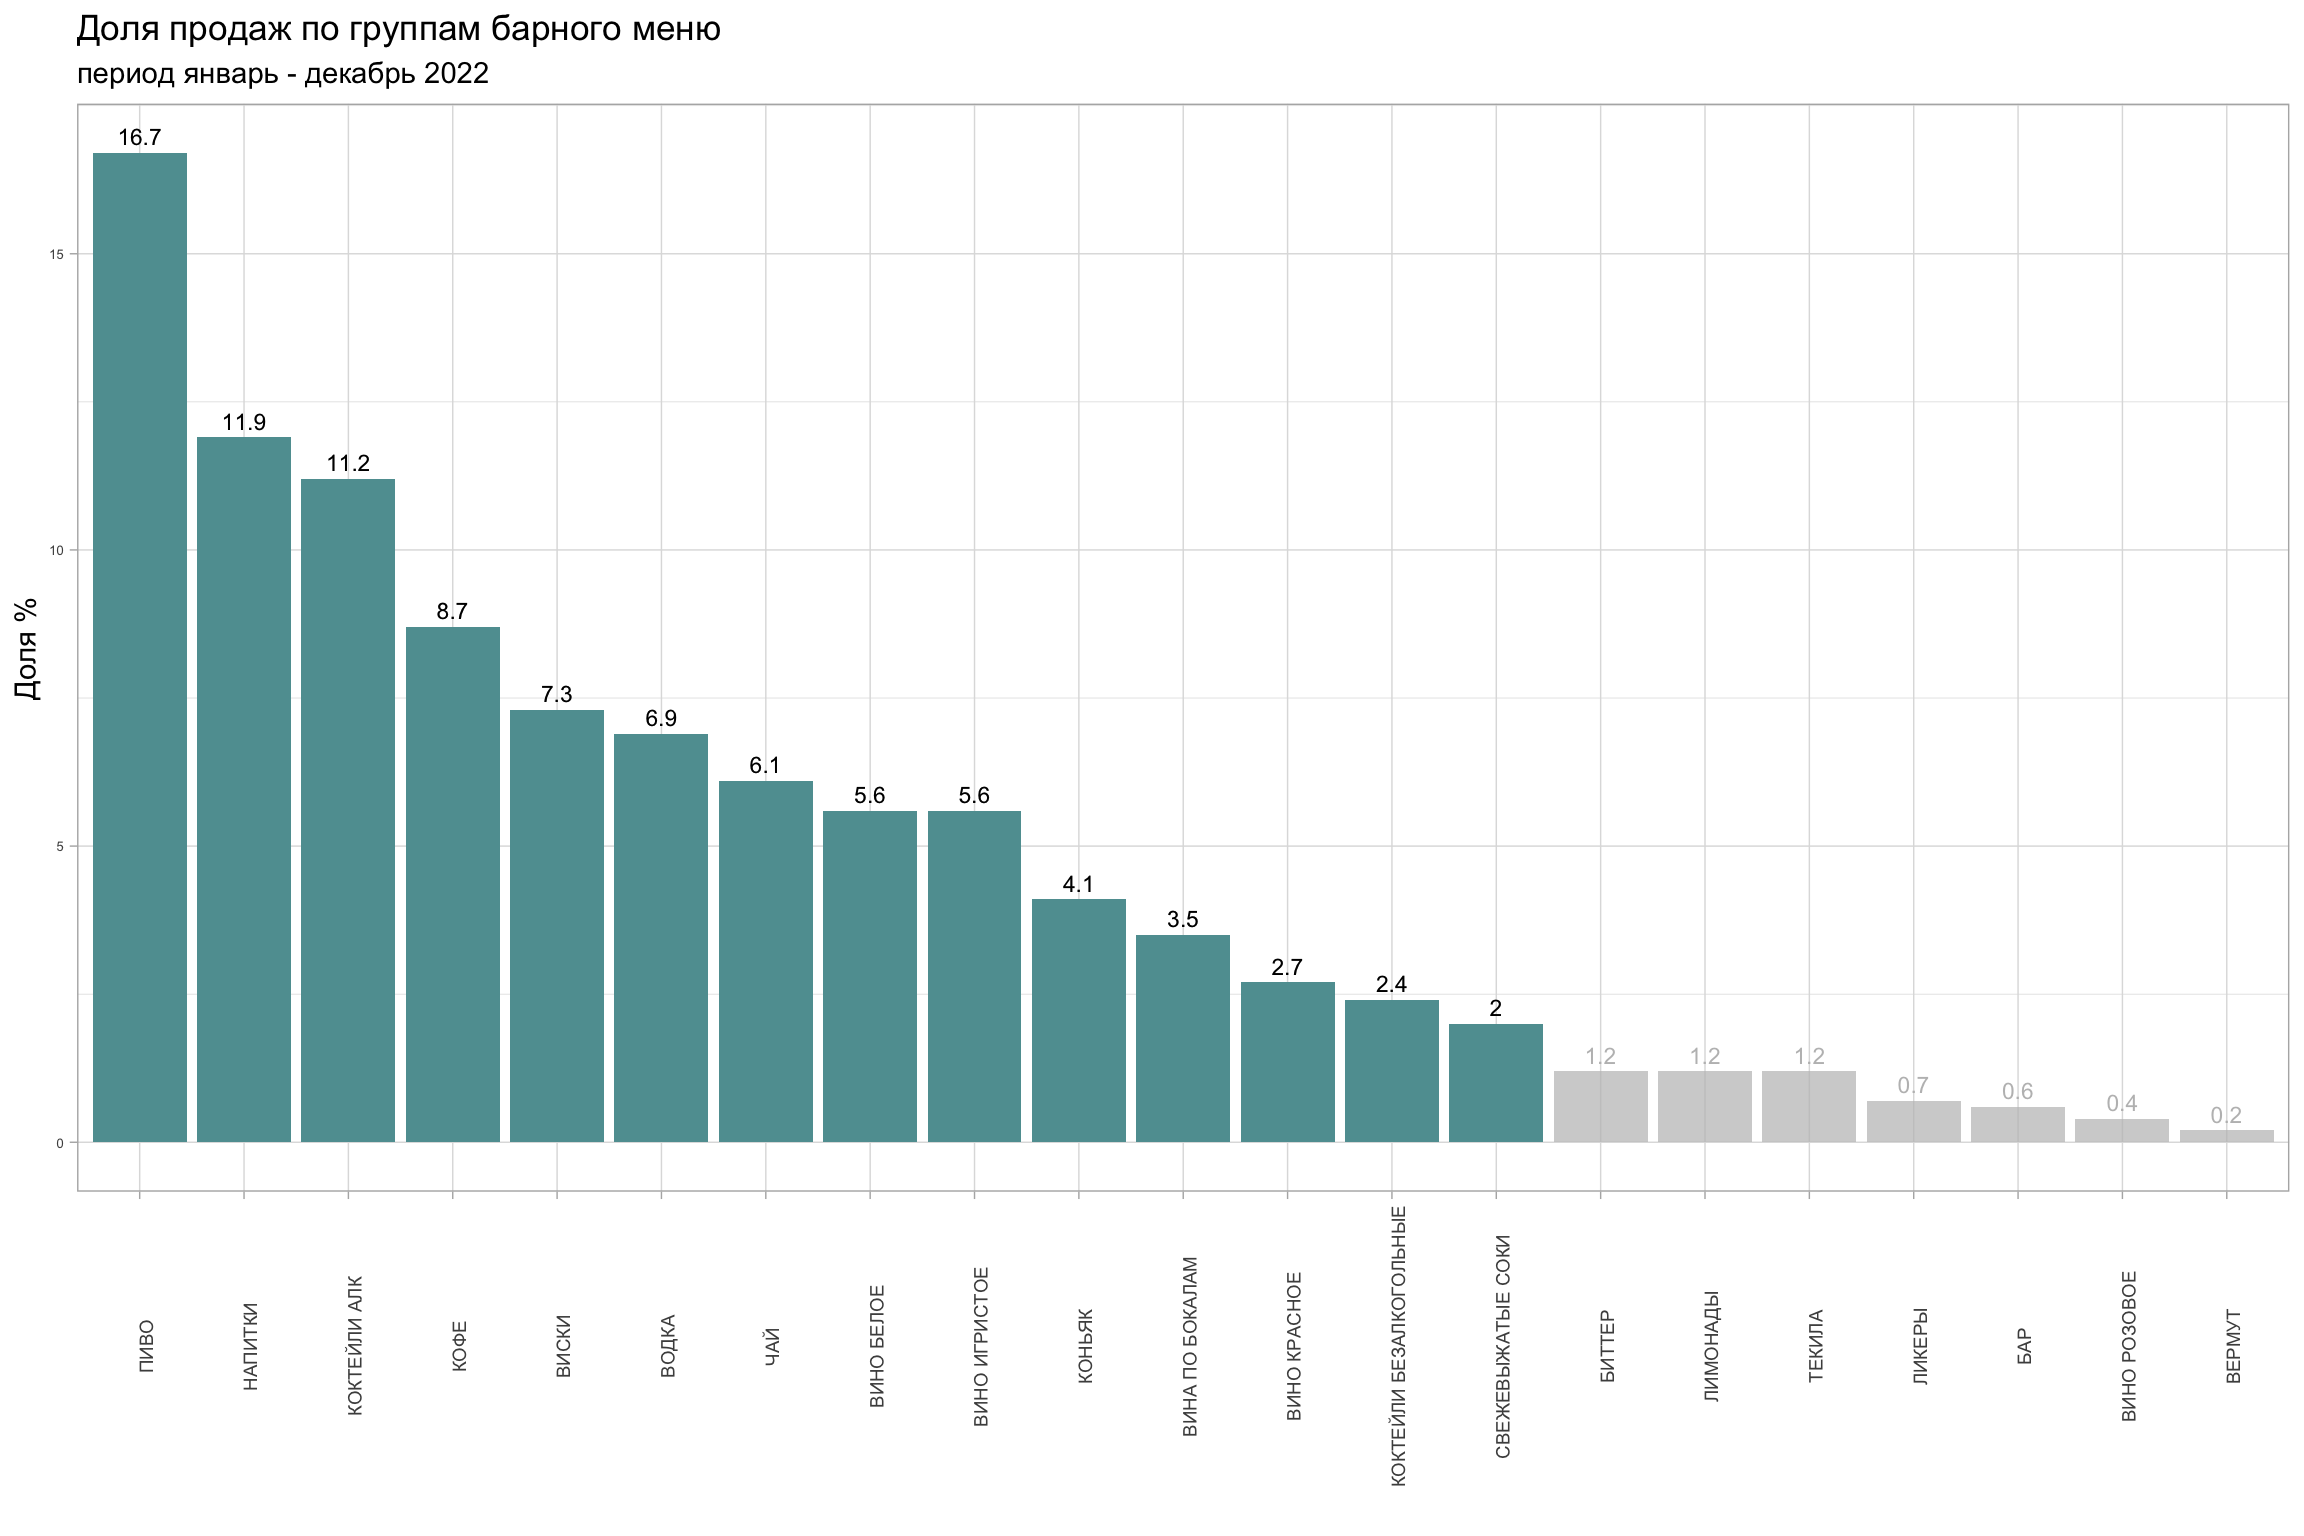 Доля продаж по группам барного меню
период январь - декабрь 2022
Доля %
15
10
5
0
16.7
11.9
11.2
8.7
7.3
6.9
6.1
5.6
5.6
4.1
3.5
2.7
2.4
2
1.2
1.2
1.2
0.7
0.6
0.4
0.2
ПИВО
НАПИТКИ
КОКТЕЙЛИ АЛК
КОФЕ
ВИСКИ
ВОДКА
ЧАЙ
ВИНО БЕЛОЕ
ВИНО ИГРИСТОЕ
КОНЬЯК
ВИНА ПО БОКАЛАМ
ВИНО КРАСНОЕ
КОКТЕЙЛИ БЕЗАЛКОГОЛЬНЫЕ
СВЕЖЕВЫЖАТЫЕ СОКИ
БИТТЕР
ЛИМОНАДЫ
ТЕКИЛА
ЛИКЕРЫ
БАР
ВИНО РОЗОВОЕ
ВЕРМУТ